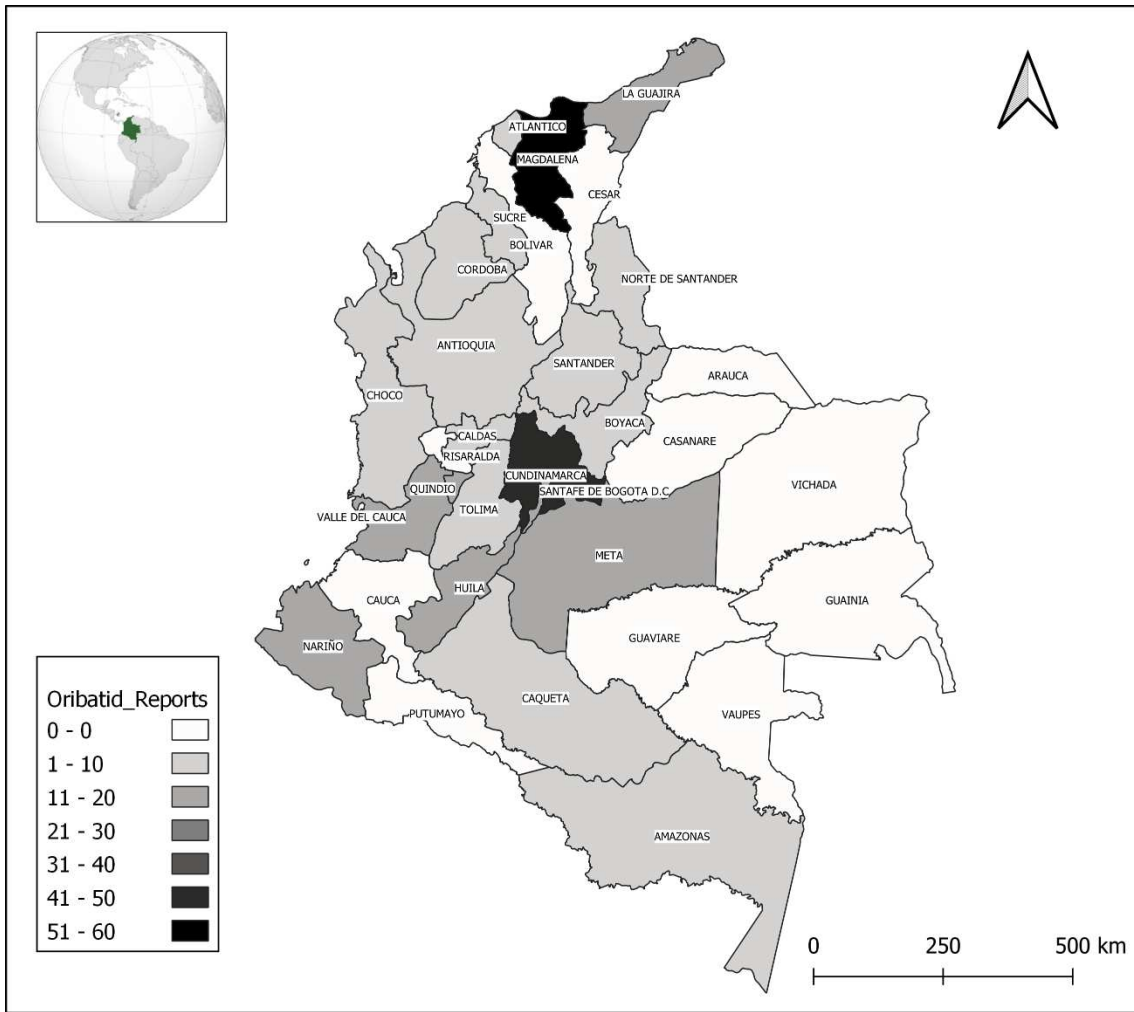 LA GUAJIRA
ATLANTICO
MAGDALENA
CESAR
SUCRE
BOLIVAR
CORDOBA
NORTE DE SANTANDER
ANTIOQUIA
SANTANDER
ARAUCA
CHOCO
BOYACA
CALDAS
CASANARE
RISARALDA
CUNDINAMARCA
VICHADA
QUINDIO
SANTAFE DE BOGOTA D.C.
TOLIMA
VALLE DEL CAUCA
META
HUILA
CAUCA
GUAINIA
GUAVIARE
NARIÑO
CAQUETA
PUTUMAYO
VAUPES
AMAZONAS
Oribatid_Reports
0 - 0
1 - 10
11 - 20
21 - 30
31 - 40
41 - 50
51 - 60
0 250 500 km